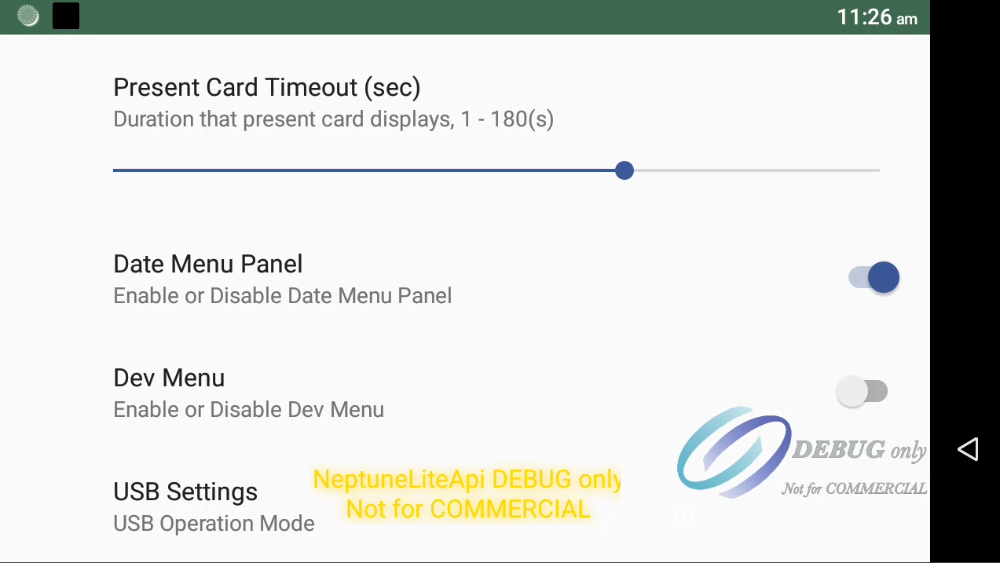 11:26 am
Present Card Timeout (sec)
Duration that present card displays, 1 - 180(s)
Date Menu Panel
Enable or Disable Date Menu Panel
Dev Menu
Enable or Disable Dev Menu
DEBUG only
Not for COMMERCIAL
USB Settings
USB Operation Mode
NeptuneLiteApi DEBUG only
Not for COMMERCIAL
01